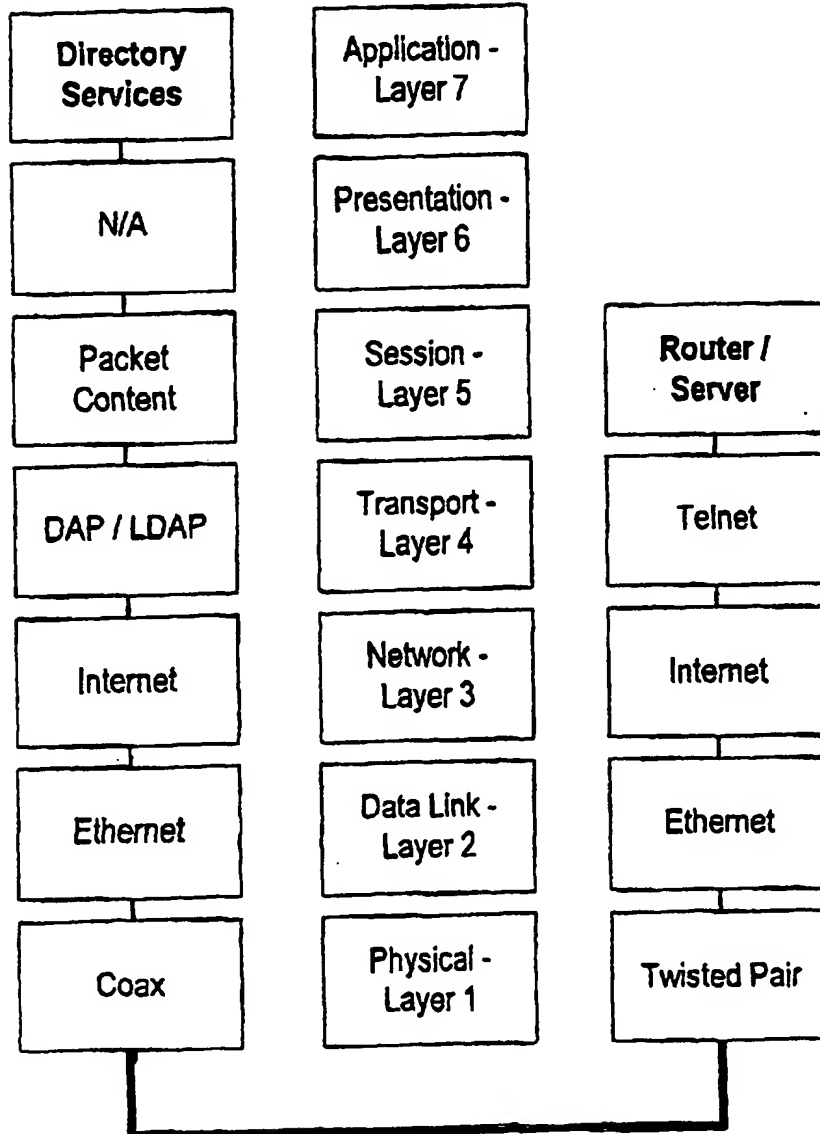 Directory
Services
N/A
Packet
Content
DAP / LDAP
Internet
Ethernet
Coax
Application -
Layer 7
Presentation -
Layer 6
Session -
Layer 5
Transport -
Layer 4
Network -
Layer 3
Data Link -
Layer 2
Physical -
Layer 1
Router /
Server
Telnet
Internet
Ethernet
Twisted Pair